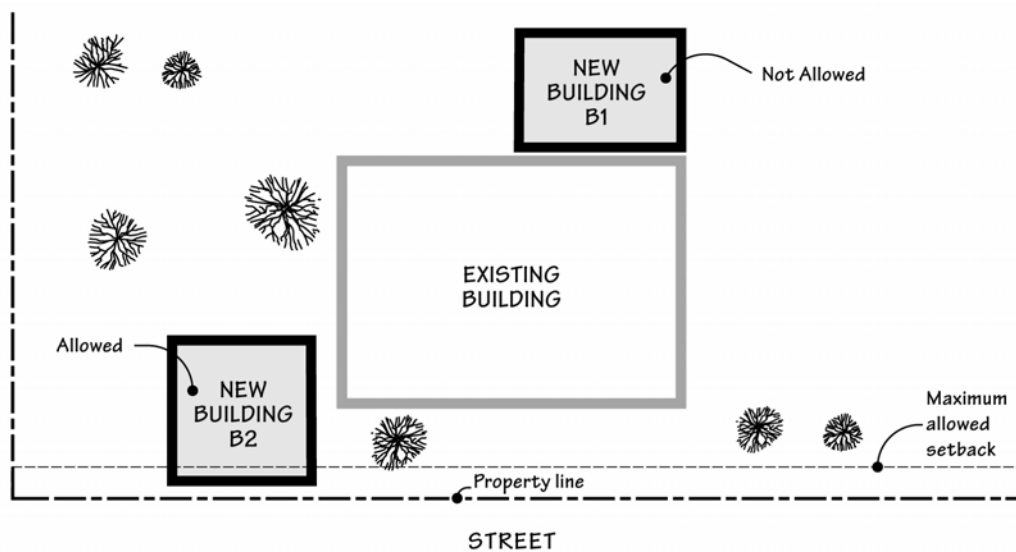 NEW
BUILDING
B1
Not Allowed
EXISTING
BUILDING
Allowed
NEW
BUILDING
B2
Maximum
allowed
setback
Property line
STREET